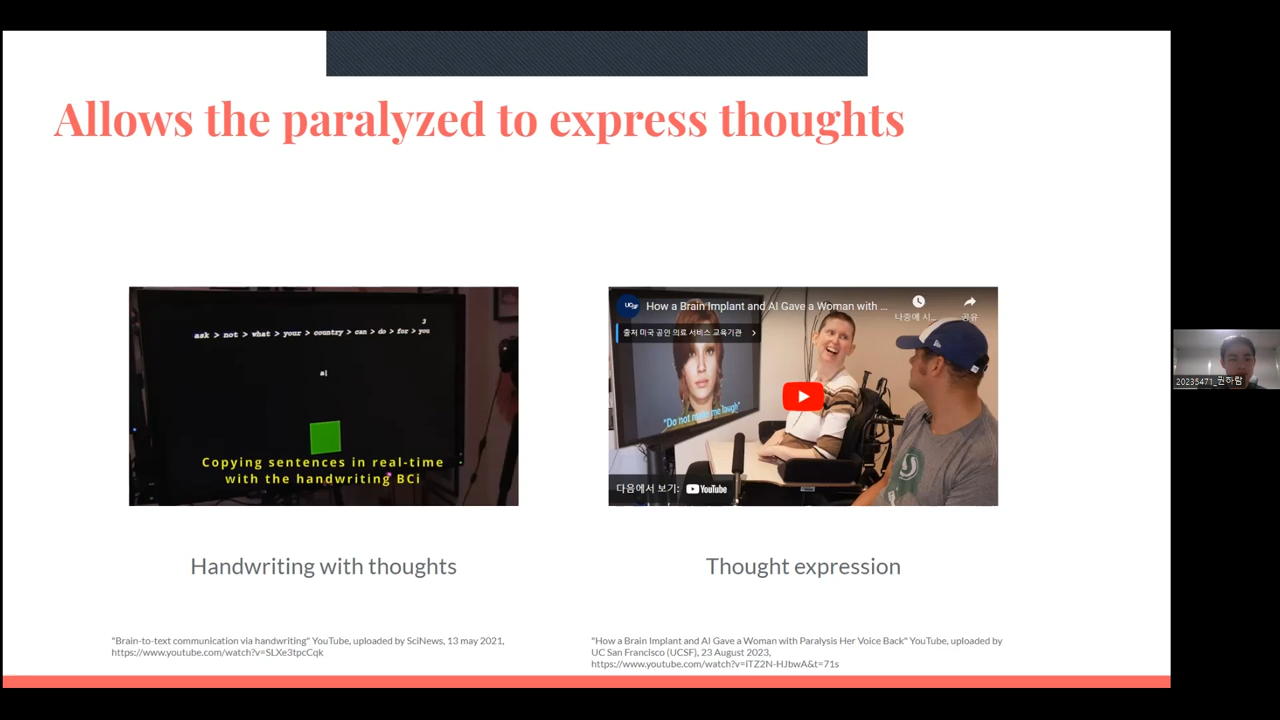 Allows the paralyzed to express thoughts
3
ask > not > what > your > country > can > do > for > you
a|
Copying sentences in real-time
with the handwriting BCi
UCSF
How a Brain Implant and AI Gave a Woman with ...
나중에 시...
공유
출처 미국 공인 의료 서비스 교육기관
"Do not make me laugh"
다음에서 보기: YouTube
20235471_권하람
Handwriting with thoughts
Thought expression
"Brain-to-text communication via handwriting" YouTube, uploaded by SciNews, 13 may 2021,
https://www.youtube.com/watch?v=SLXe3tpcCqk
"How a Brain Implant and AI Gave a Woman with Paralysis Her Voice Back" YouTube, uploaded by
UC San Francisco (UCSF), 23 August 2023,
https://www.youtube.com/watch?v=iTZ2N-HJbwA&t=71s